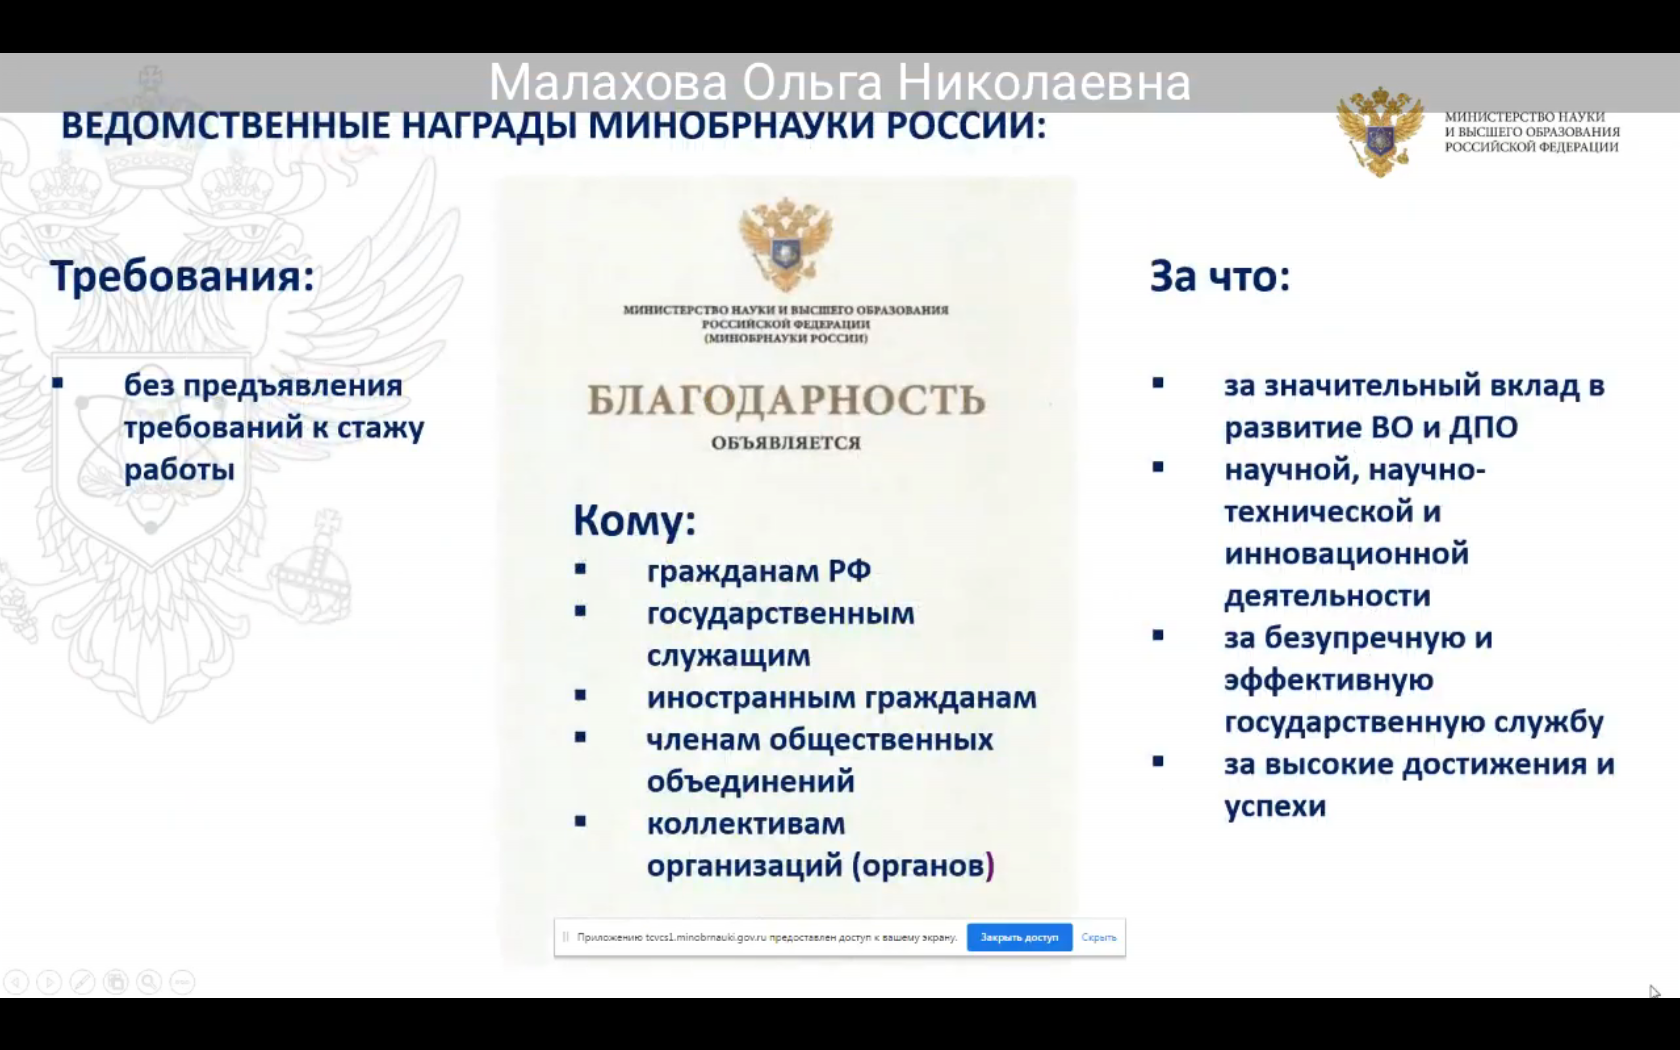 Малахова Ольга Николаевна
ВЕДОМСТВЕННЫЕ НАГРАДЫ МИНОБРНАУКИ РОССИИ:
МИНИСТЕРСТВО НАУКИ
И ВЫСШЕГО ОБРАЗОВАНИЯ
РОССИЙСКОЙ ФЕДЕРАЦИИ
Требования:
▪ без предъявления
требований к стажу
работы
МИНИСТЕРСТВО НАУКИ И ВЫСШЕГО ОБРАЗОВАНИЯ
РОССИЙСКОЙ ФЕДЕРАЦИИ
(МИНОБРНАУКИ РОССИИ)
БЛАГОДАРНОСТЬ
ОБЪЯВЛЯЕТСЯ
Кому:
▪ гражданам РФ
▪ государственным
служащим
▪ иностранным гражданам
▪ членам общественных
объединений
▪ коллективам
организаций (органов)
За что:
▪ за значительный вклад в
развитие ВО и ДПО
▪ научной, научно-
технической и
инновационной
деятельности
▪ за безупречную и
эффективную
государственную службу
▪ за высокие достижения и
успехи
Приложению tcvcs1.minobrnauki.gov.ru предоставлен доступ к вашему экрану.
Закрыть доступ
Скрыть